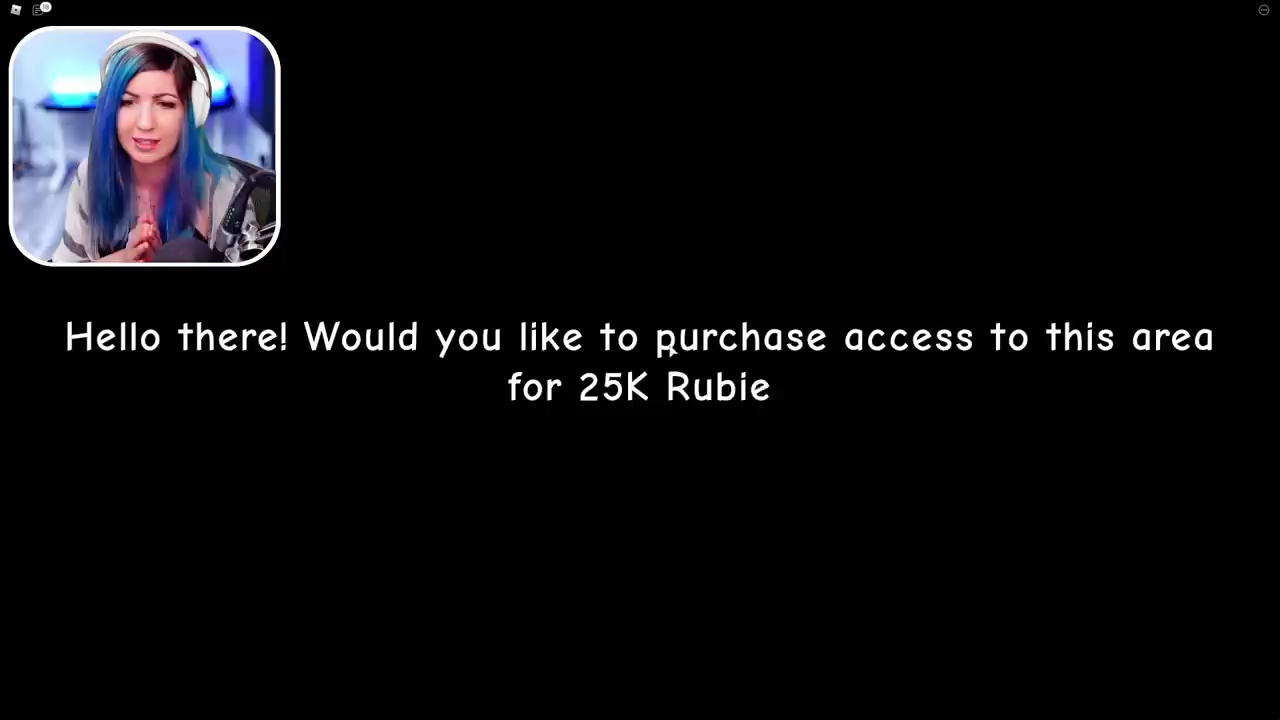 Hello there! Would you like to purchase access to this area
for 25K Rubie